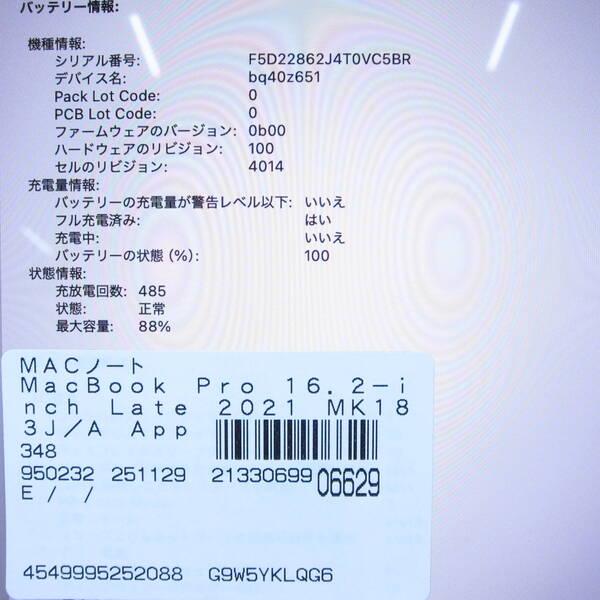 バッテリー情報:
機種情報:
シリアル番号: F5D22862J4T0VC5BR
デバイス名: bq40z651
Pack Lot Code: 0
PCB Lot Code: 0
ファームウェアのバージョン: 0b00
ハードウェアのリビジョン: 100
セルのリビジョン: 4014
充電量情報:
バッテリーの充電量が警告レベル以下: いいえ
フル充電済み: はい
充電中: いいえ
バッテリーの状態 (%): 100
状態情報:
充放電回数: 485
状態: 正常
最大容量: 88%
MACノート
MacBook Pro 16.2-i
nch Late 2021 MK18
3J/A App
348
950232 251129 21330699 06629
E / /
4549995252088 G9W5YKLQG6